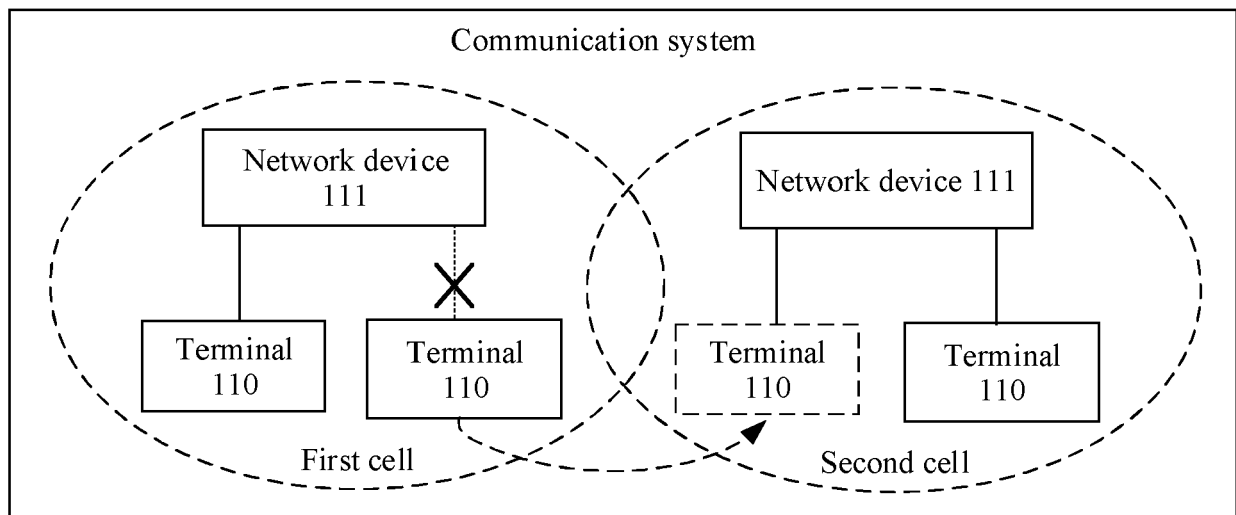 Communication system
Network device
111
Network device 111
Terminal
110
Terminal
110
Terminal
110
Terminal
110
First cell
Second cell